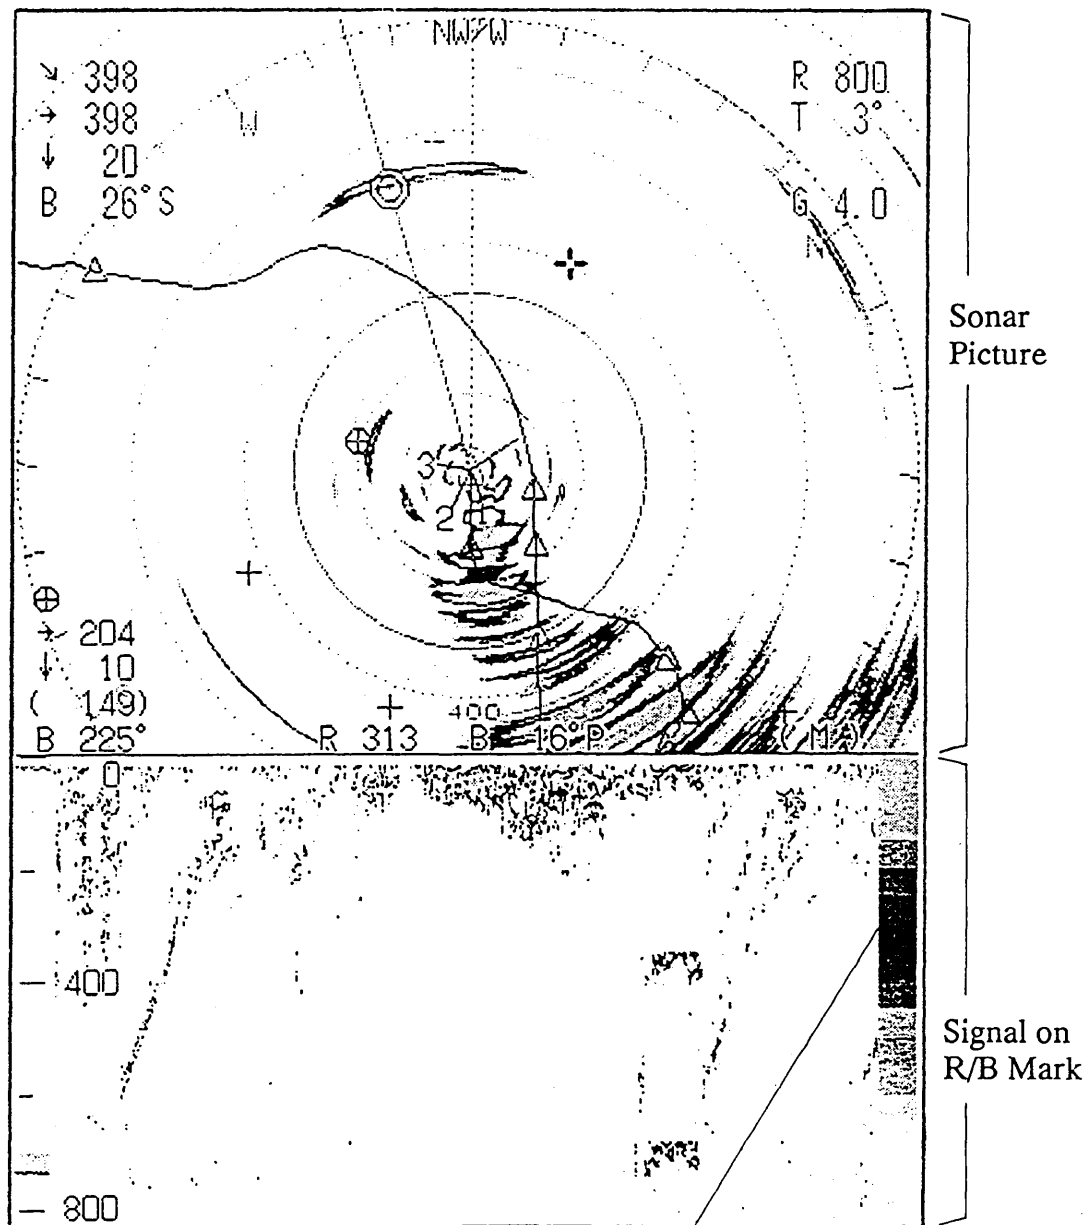 NW>W
↘ 398
→ 398
↓ 20
B 26°S
R 800
T 3°
G 4.0
W
N
Sonar
Picture
3
2
1
→ 204
↓ 10
( 149)
B 225°
400
R 313 B 16°P
( MA)
0
400
800
Signal on
R/B Mark